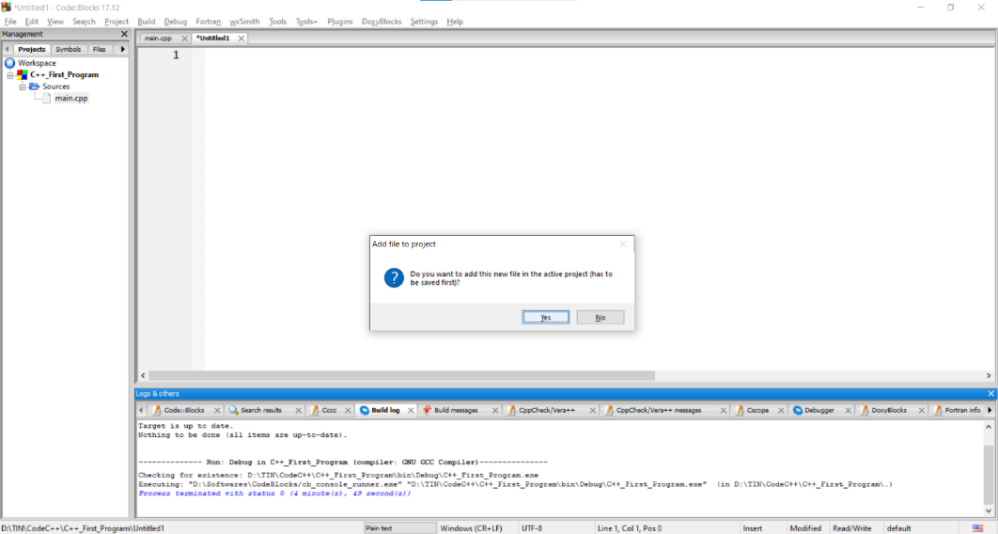 *Untitled1 - Code::Blocks 17.12
File Edit View Search Project Build Debug Fortran wxSmith Tools Tools+ Plugins DoxyBlocks Settings Help
Management
main.cpp *Untitled1
Projects Symbols Files
1
Workspace
C++_First_Program
Sources
main.cpp
Add file to project
Do you want to add this new file in the active project (has to
be saved first)?
Yes No
Logs & others
Code::Blocks Search results Cccc Build log Build messages CppCheck/Vera++ CppCheck/Vera++ messages Cscope Debugger DoxyBlocks Fortran info
Target is up to date.
Nothing to be done (all items are up-to-date).
-------------- Run: Debug in C++_First_Program (compiler: GNU GCC Compiler)---------------
Checking for existence: D:\TIN\CodeC++\C++_First_Program\bin\Debug\C++_First_Program.exe
Executing: "D:\Softwares\CodeBlocks/cb_console_runner.exe" "D:\TIN\CodeC++\C++_First_Program\bin\Debug\C++_First_Program.exe" (in D:\TIN\CodeC++\C++_First_Program\.)
Process terminated with status 0 (4 minute(s), 49 second(s))
D:\TIN\CodeC++\C++_First_Program\Untitled1 Plain text Windows (CR+LF) UTF-8 Line 1, Col 1, Pos 0 Insert Modified Read/Write default